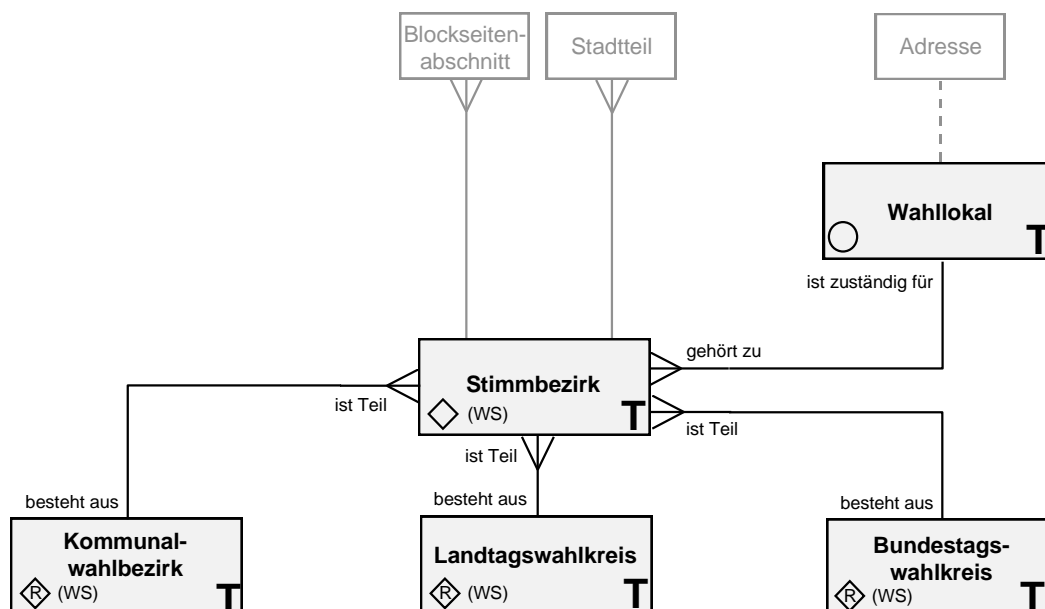 Blockseiten-
abschnitt
Stadtteil
Adresse
Wahllokal
T
ist zuständig für
gehört zu
Stimmbezirk
(WS)
T
ist Teil
ist Teil
ist Teil
besteht aus
besteht aus
besteht aus
Kommunal-
wahlbezirk
R (WS)
T
Landtagswahlkreis
R (WS)
T
Bundestags-
wahlkreis
R (WS)
T